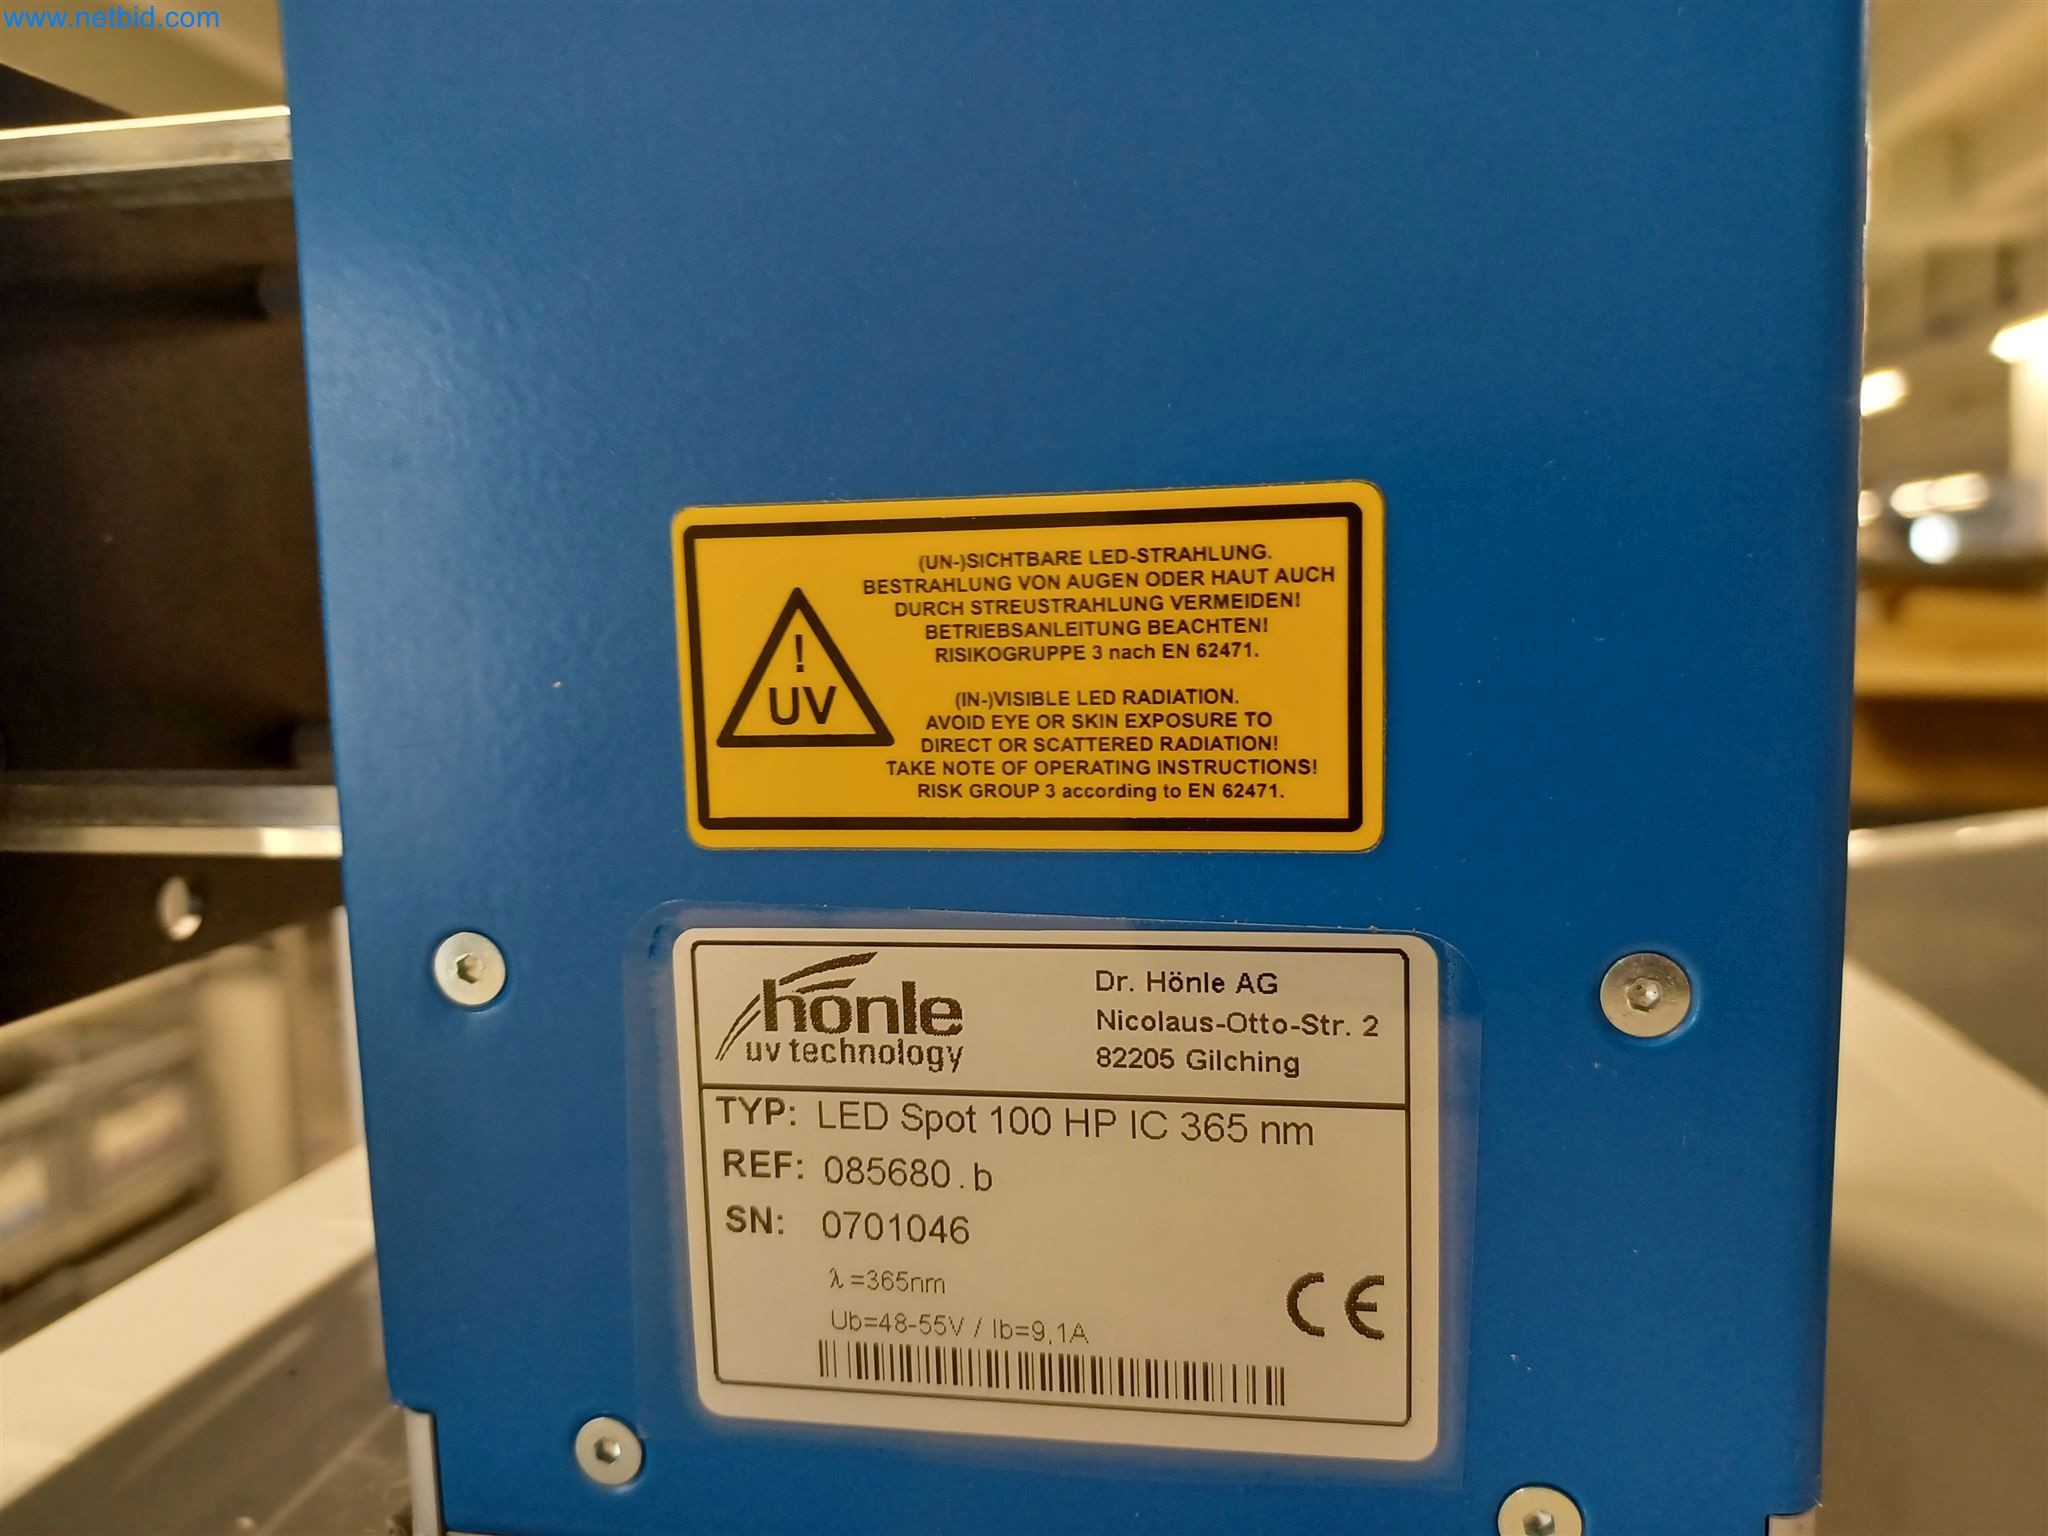 www.netbid.com
!
UV
(UN-)SICHTBARE LED-STRAHLUNG.
BESTRAHLUNG VON AUGEN ODER HAUT AUCH
DURCH STREUSTRAHLUNG VERMEIDEN!
BETRIEBSANLEITUNG BEACHTEN!
RISIKOGRUPPE 3 nach EN 62471.
(IN-)VISIBLE LED RADIATION.
AVOID EYE OR SKIN EXPOSURE TO
DIRECT OR SCATTERED RADIATION!
TAKE NOTE OF OPERATING INSTRUCTIONS!
RISK GROUP 3 according to EN 62471.
hönle
uv technology
Dr. Hönle AG
Nicolaus-Otto-Str. 2
82205 Gilching
TYP: LED Spot 100 HP IC 365 nm
REF: 085680.b
SN: 0701046
λ=365nm
Ub=48-55V / Ib=9,1A
CE